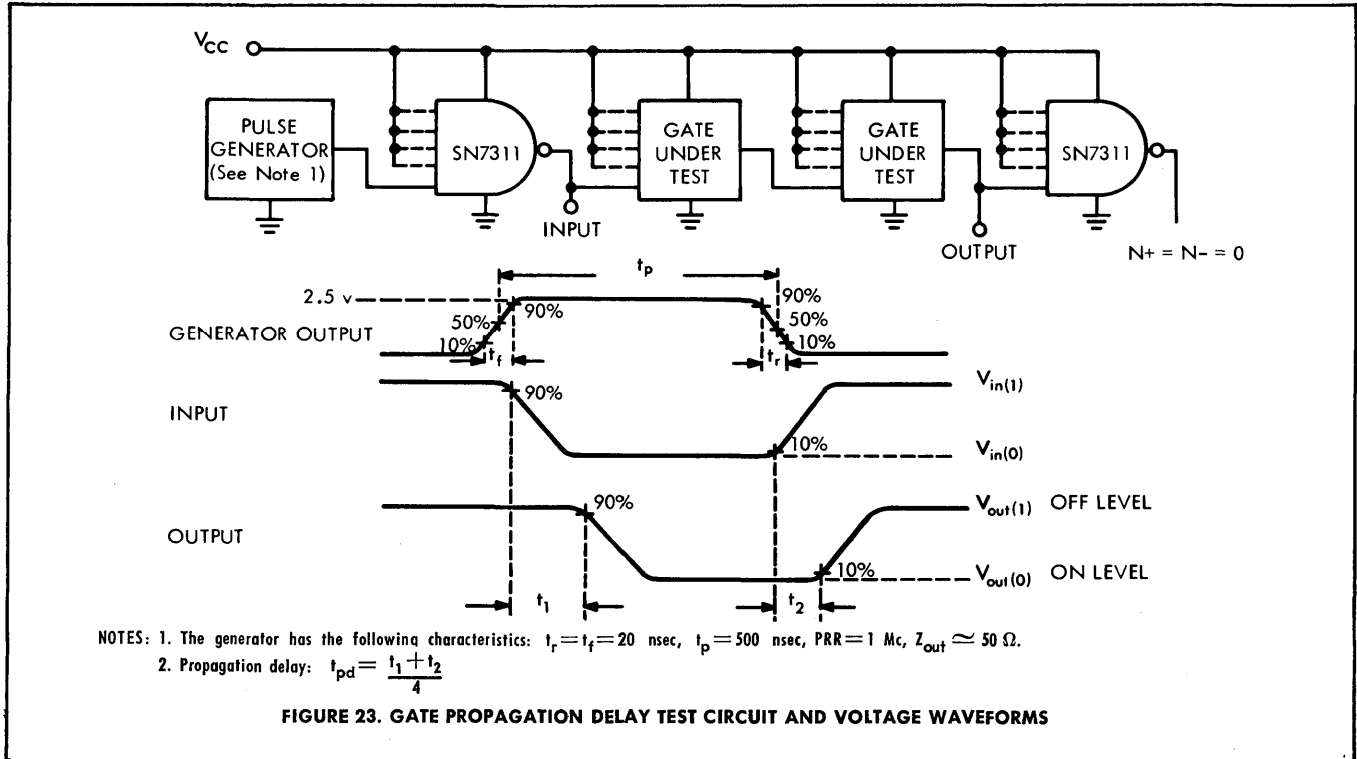 VCC
PULSE
GENERATOR
(See Note 1)
SN7311
GATE
UNDER
TEST
GATE
UNDER
TEST
SN7311
INPUT
OUTPUT
N+ = N- = 0
tp
2.5 v
90%
90%
GENERATOR OUTPUT
50%
50%
10%
10%
tf
tr
INPUT
90%
Vin(1)
10%
Vin(0)
OUTPUT
90%
Vout(1) OFF LEVEL
10%
Vout(0) ON LEVEL
t1
t2
NOTES: 1. The generator has the following characteristics: tr = tf = 20 nsec, tp = 500 nsec, PRR = 1 Mc, Zout ≃ 50 Ω.
2. Propagation delay: tpd = t1 + t2
4
FIGURE 23. GATE PROPAGATION DELAY TEST CIRCUIT AND VOLTAGE WAVEFORMS